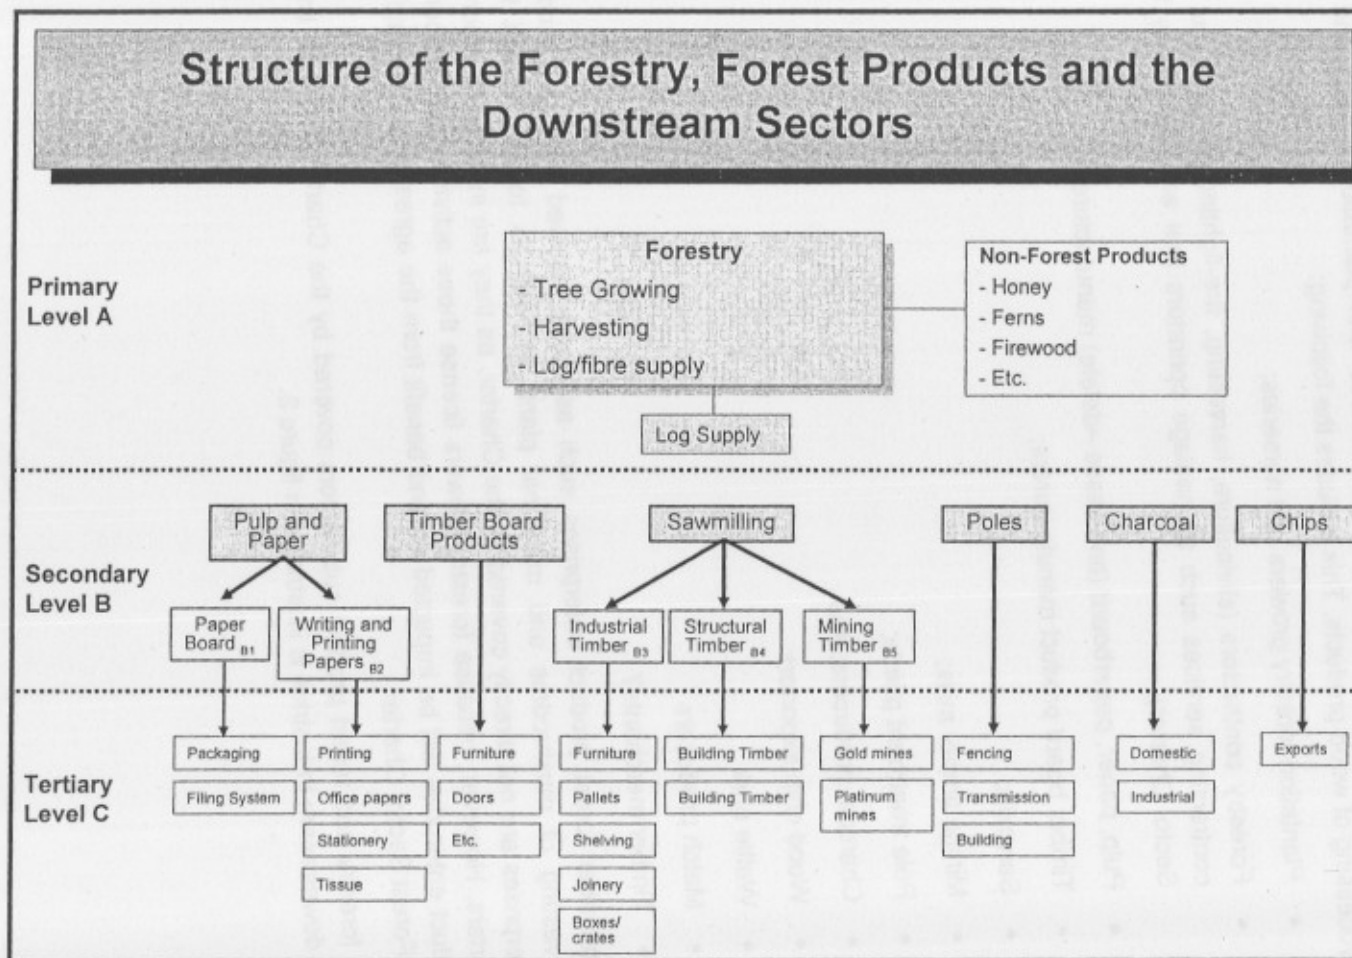 Structure of the Forestry, Forest Products and the
Downstream Sectors
Primary
Level A
Forestry
- Tree Growing
- Harvesting
- Log/fibre supply
Non-Forest Products
- Honey
- Ferns
- Firewood
- Etc.
Log Supply
Secondary
Level B
Pulp and
Paper
Timber Board
Products
Sawmilling
Poles
Charcoal
Chips
Paper
Board B1
Writing and
Printing
Papers B2
Industrial
Timber B3
Structural
Timber B4
Mining
Timber B5
Tertiary
Level C
Packaging
Filing System
Printing
Office papers
Stationery
Tissue
Furniture
Doors
Etc.
Furniture
Pallets
Shelving
Joinery
Boxes/
crates
Building Timber
Building Timber
Gold mines
Platinum
mines
Fencing
Transmission
Building
Domestic
Industrial
Exports